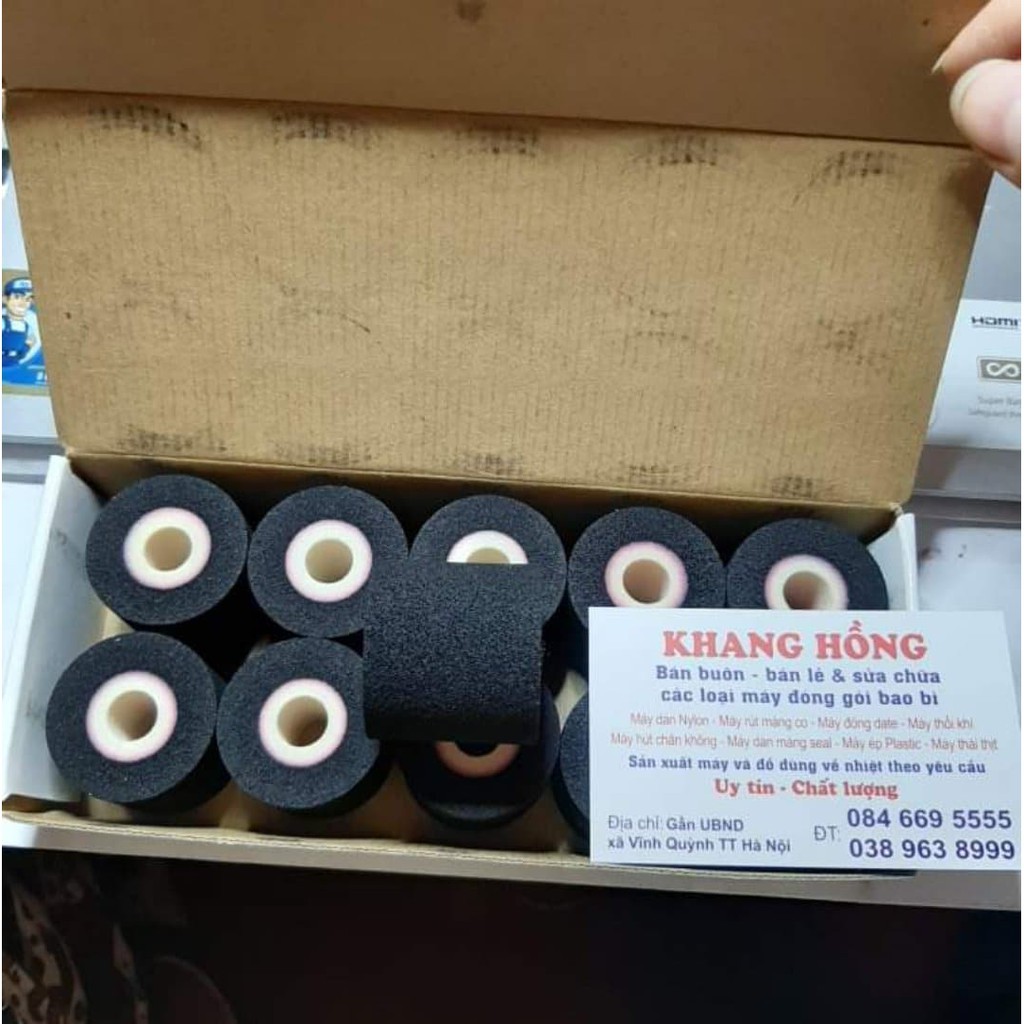 HDMI
Super
KHANG HỒNG
Bán buôn - bán lẻ & sửa chữa
các loại máy đóng gói bao bì
Máy dán Nylon - Máy rút màng co - Máy đóng date - Máy thổi khí
Máy hút chân không - Máy dán màng seal - Máy ép Plastic - Máy thái thịt
Sản xuất máy và đồ dùng về nhiệt theo yêu cầu
Uy tín - Chất lượng
Địa chỉ: Gần UBND
xã Vĩnh Quỳnh TT Hà Nội
ĐT: 084 669 5555
038 963 8999